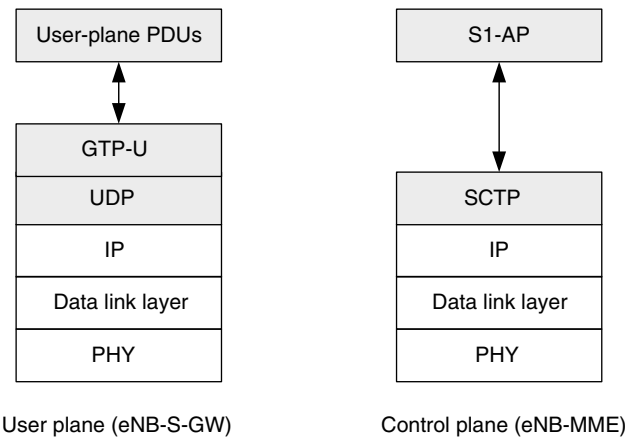 User-plane PDUs
GTP-U
UDP
IP
Data link layer
PHY
User plane (eNB-S-GW)
S1-AP
SCTP
IP
Data link layer
PHY
Control plane (eNB-MME)